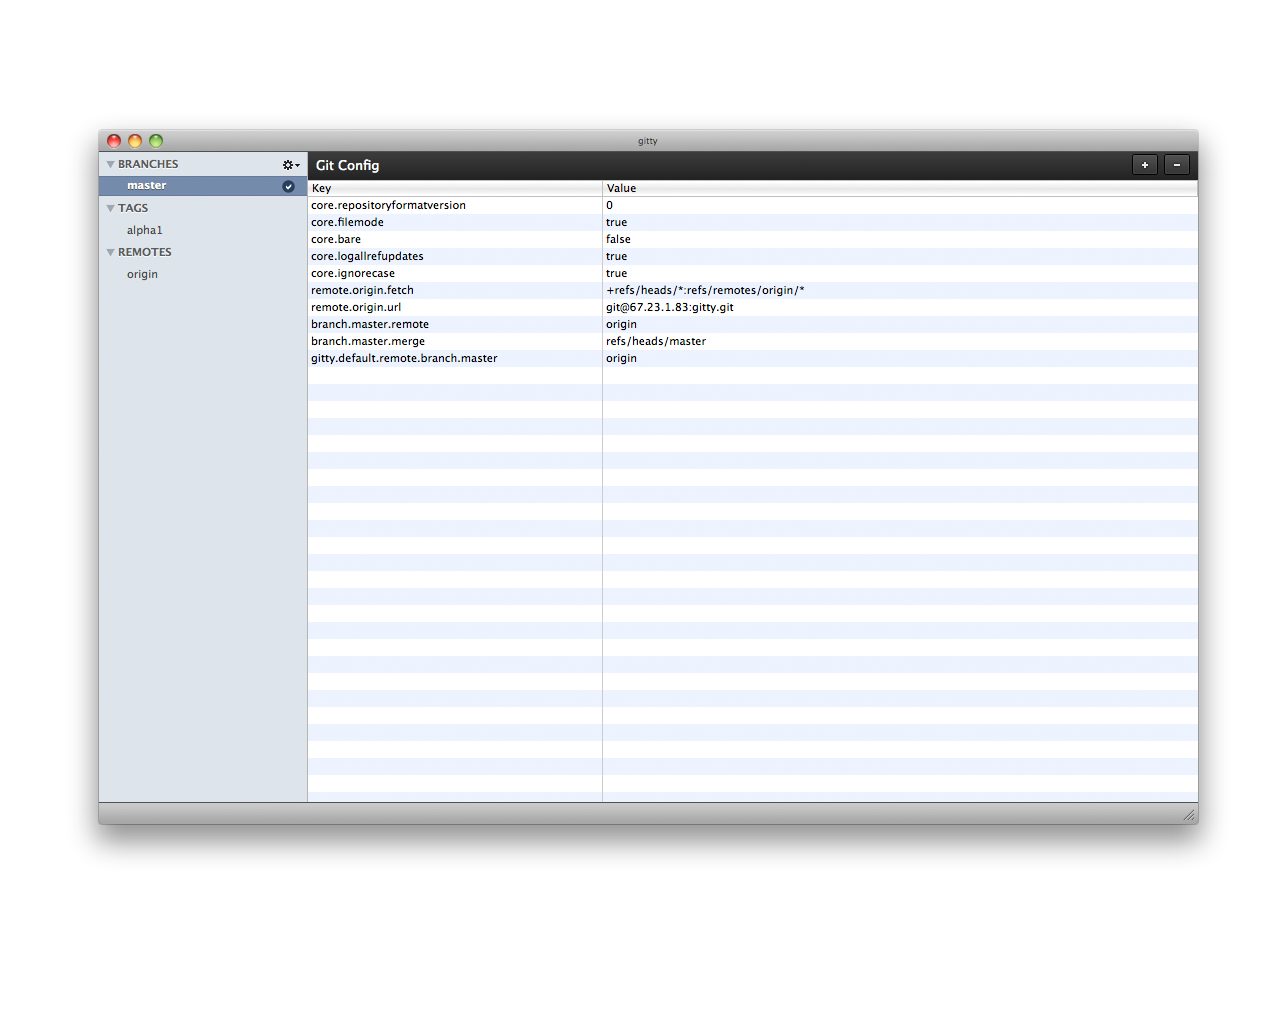 gitty
BRANCHES
master
TAGS
alpha1
REMOTES
origin
Git Config
+ -
Key Value
core.repositoryformatversion 0
core.filemode true
core.bare false
core.logallrefupdates true
core.ignorecase true
remote.origin.fetch +refs/heads/*:refs/remotes/origin/*
remote.origin.url git@67.23.1.83:gitty.git
branch.master.remote origin
branch.master.merge refs/heads/master
gitty.default.remote.branch.master origin